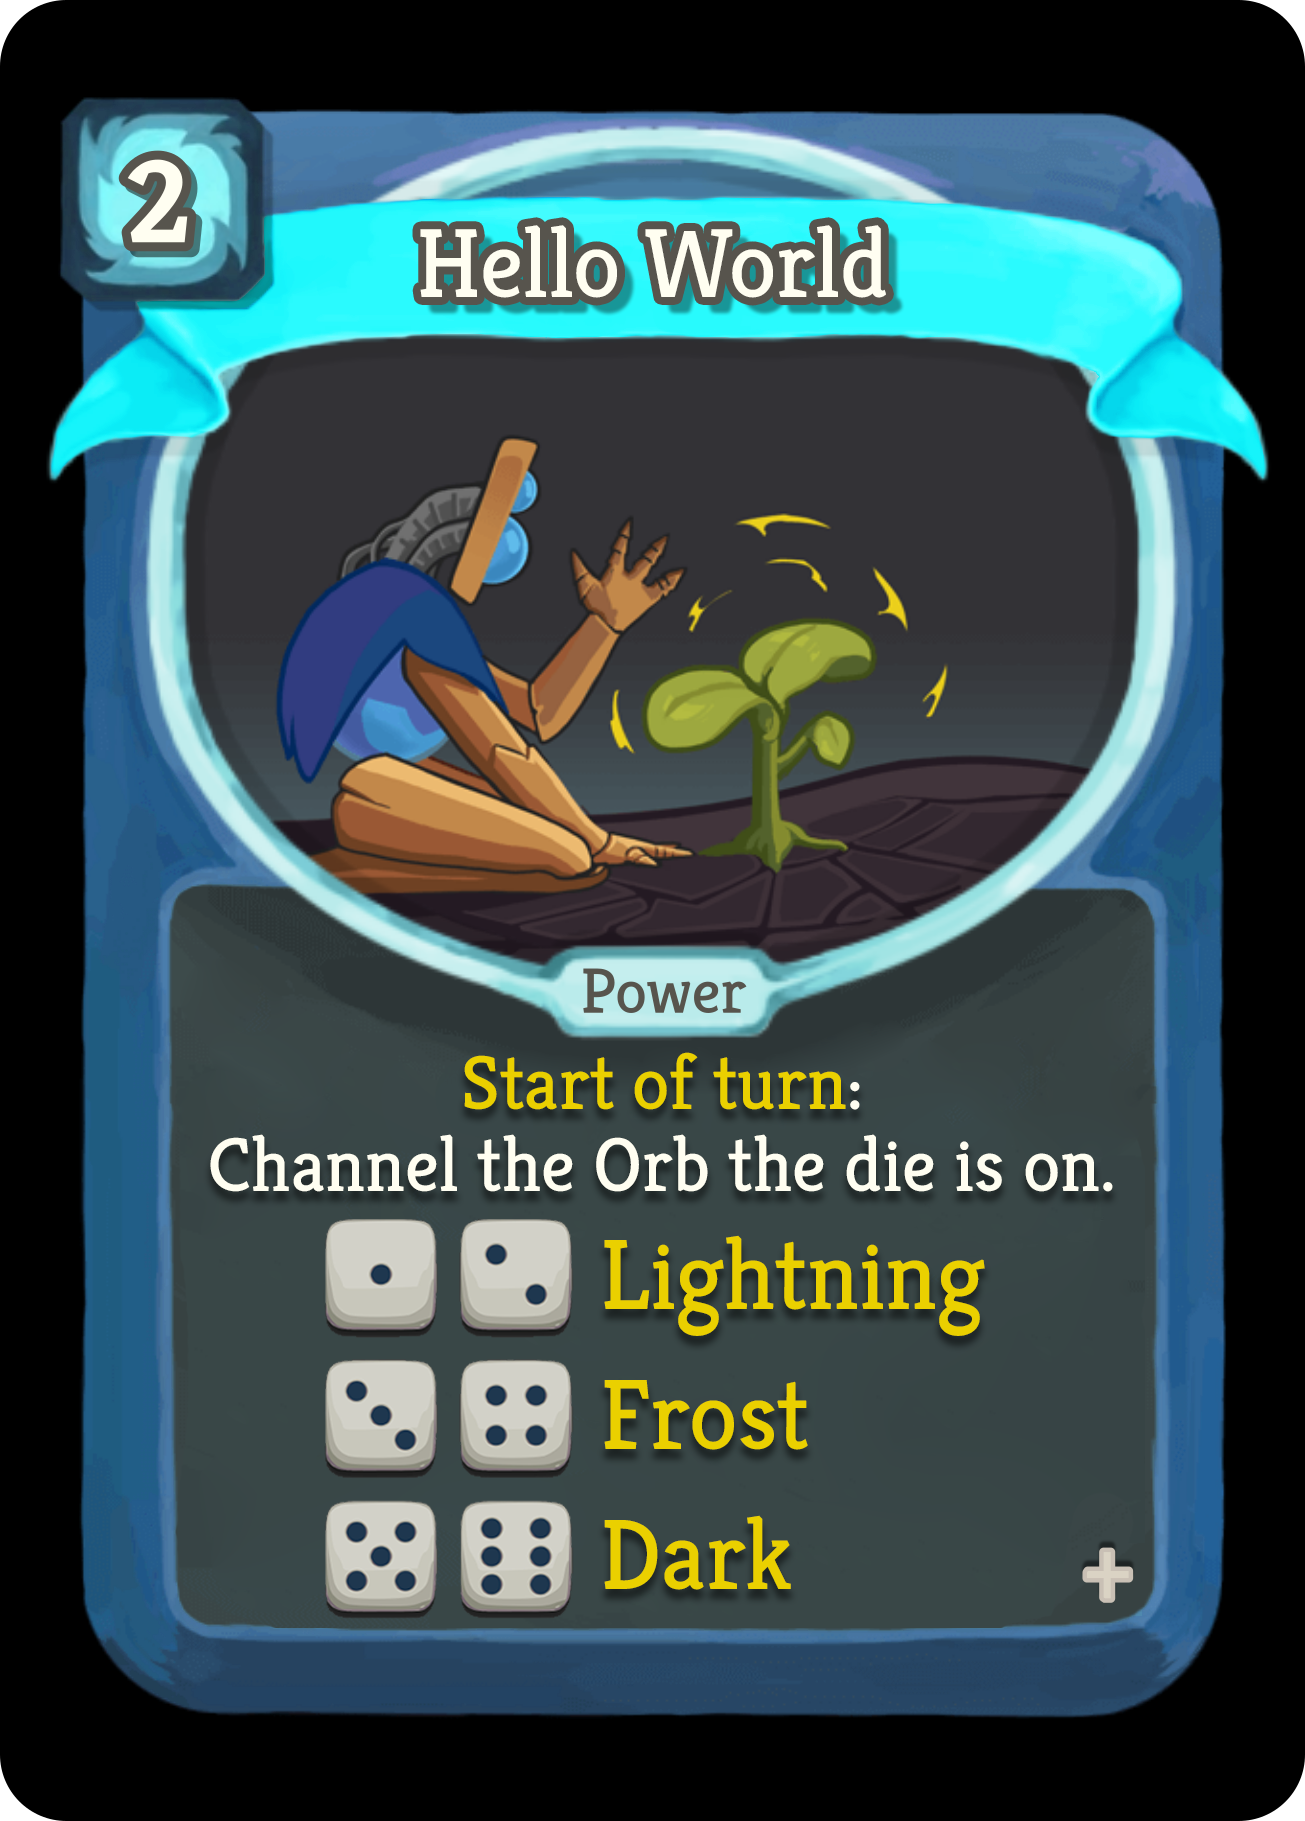 2
Hello World
Power
Start of turn:
Channel the Orb the die is on.
Lightning
Frost
Dark